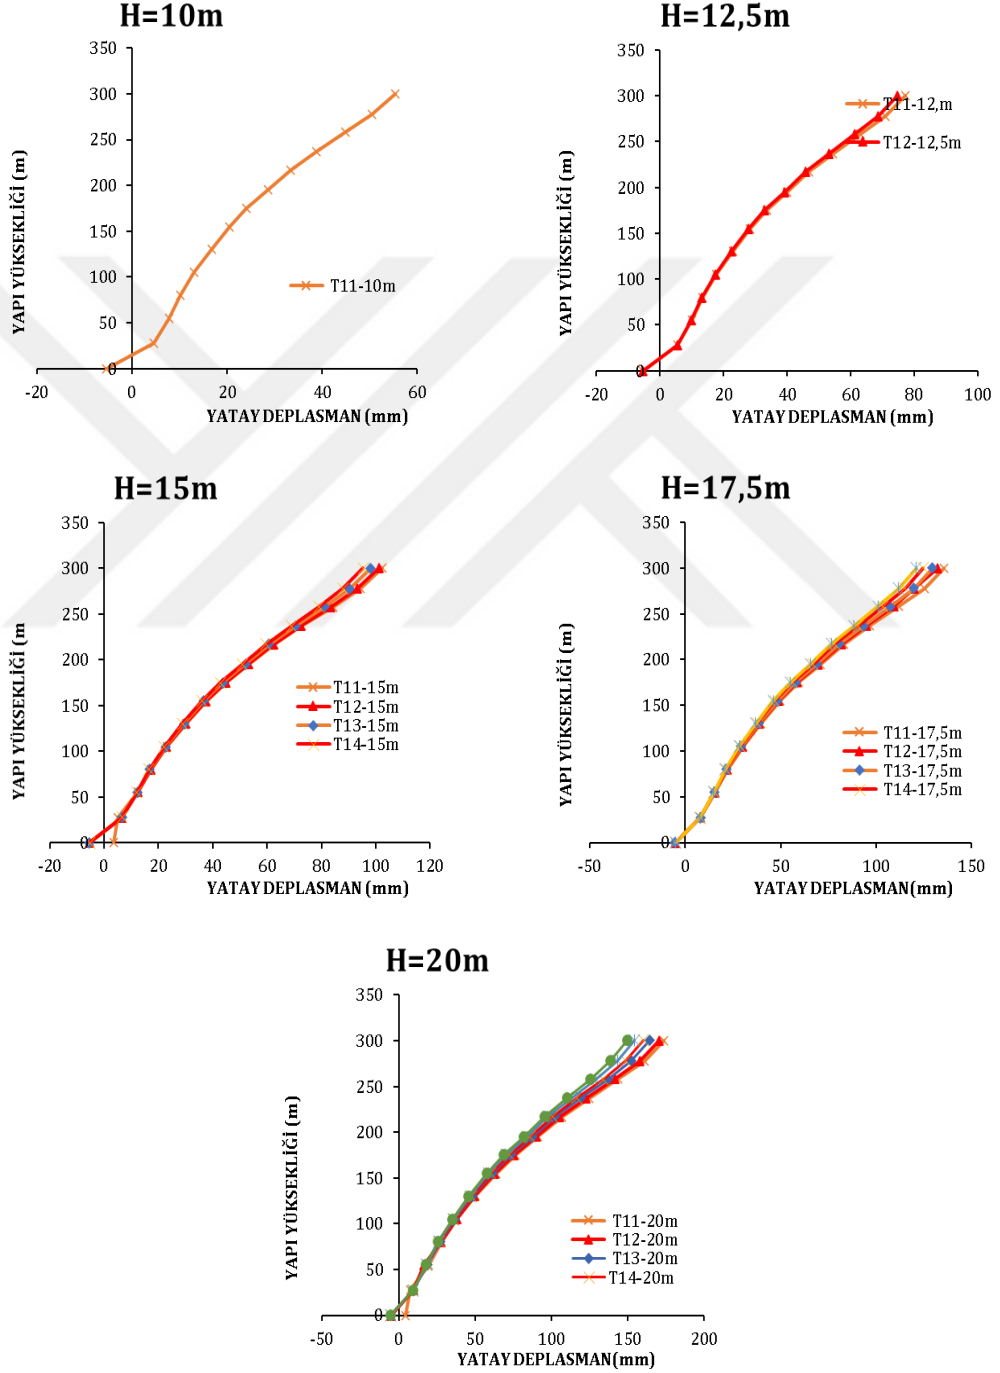 H=10m
350
300
250
200
150
100
50
0
-20
0
20
40
60
YAPI YÜKSEKLİĞİ (m)
YATAY DEPLASMAN (mm)
T11-10m
H=12,5m
350
300
250
200
150
100
50
0
-20
0
20
40
60
80
100
YAPI YÜKSEKLİĞİ (m)
YATAY DEPLASMAN (mm)
T11-12,m
T12-12,5m
H=15m
350
300
250
200
150
100
50
0
-20
0
20
40
60
80
100
120
YAPI YÜKSEKLİĞİ (m
YATAY DEPLASMAN (mm)
T11-15m
T12-15m
T13-15m
T14-15m
H=17,5m
350
300
250
200
150
100
50
0
-50
0
50
100
150
YAPI YÜKSEKLİĞİ (m)
YATAY DEPLASMAN(mm)
T11-17,5m
T12-17,5m
T13-17,5m
T14-17,5m
H=20m
350
300
250
200
150
100
50
0
-50
0
50
100
150
200
YAPI YÜKSEKLİĞİ (m)
YATAY DEPLASMAN(mm)
T11-20m
T12-20m
T13-20m
T14-20m